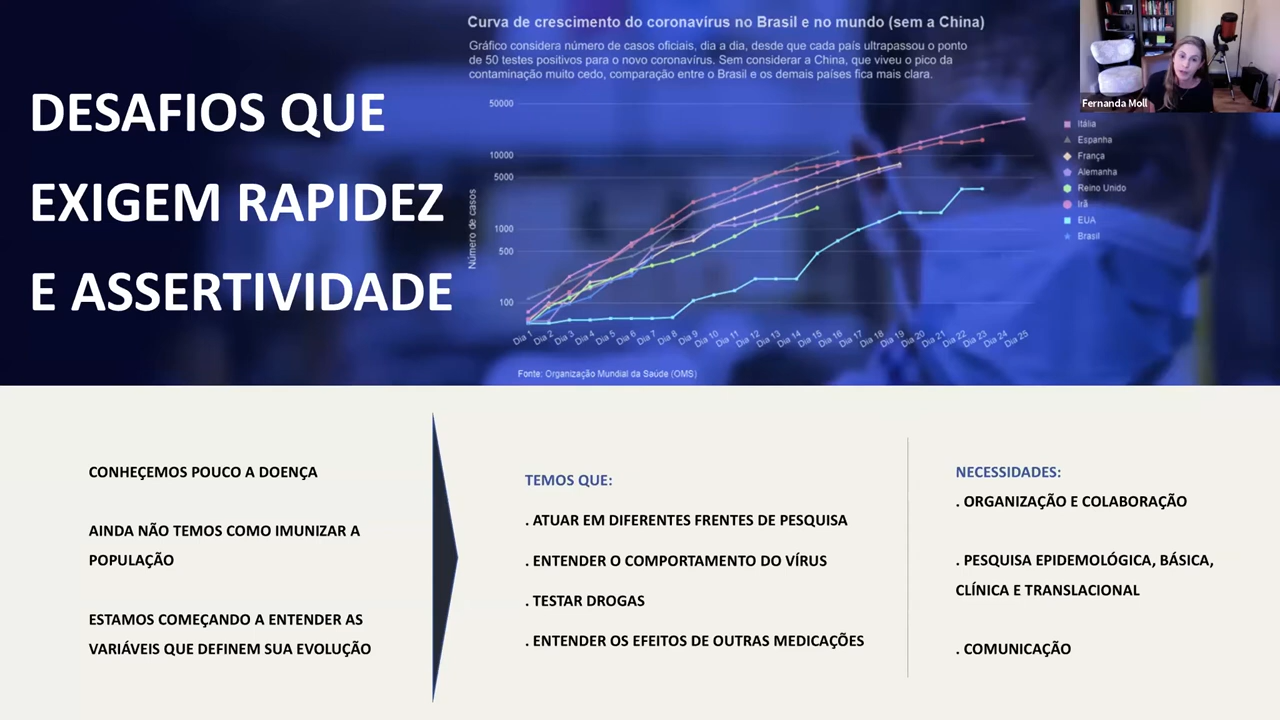 Curva de crescimento do coronavírus no Brasil e no mundo (sem a China)
Gráfico considera número de casos oficiais, dia a dia, desde que cada país ultrapassou o ponto
de 50 testes positivos para o novo coronavírus. Sem considerar a China, que viveu o pico da
contaminação muito cedo, comparação entre o Brasil e os demais países fica mais clara.
Fernanda Moll
DESAFIOS QUE
EXIGEM RAPIDEZ
E ASSERTIVIDADE
Número de casos
50000
10000
5000
1000
500
100
Dia 1
Dia 2
Dia 3
Dia 4
Dia 5
Dia 6
Dia 7
Dia 8
Dia 9
Dia 10
Dia 11
Dia 12
Dia 13
Dia 14
Dia 15
Dia 16
Dia 17
Dia 18
Dia 19
Dia 20
Dia 21
Dia 22
Dia 23
Dia 24
Dia 25
Itália
Espanha
França
Alemanha
Reino Unido
Irã
EUA
Brasil
Fonte: Organização Mundial da Saúde (OMS)
CONHEÇEMOS POUCO A DOENÇA
AINDA NÃO TEMOS COMO IMUNIZAR A
POPULAÇÃO
ESTAMOS COMEÇANDO A ENTENDER AS
VARIÁVEIS QUE DEFINEM SUA EVOLUÇÃO
TEMOS QUE:
. ATUAR EM DIFERENTES FRENTES DE PESQUISA
. ENTENDER O COMPORTAMENTO DO VÍRUS
. TESTAR DROGAS
. ENTENDER OS EFEITOS DE OUTRAS MEDICAÇÕES
NECESSIDADES:
. ORGANIZAÇÃO E COLABORAÇÃO
. PESQUISA EPIDEMOLÓGICA, BÁSICA,
CLÍNICA E TRANSLACIONAL
. COMUNICAÇÃO